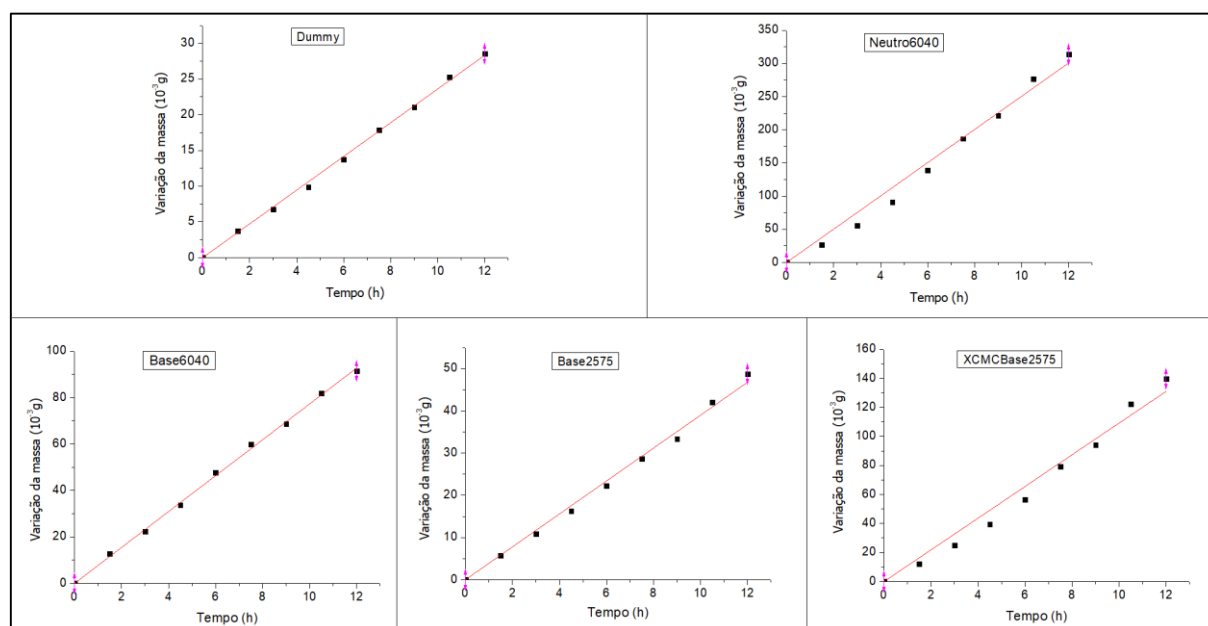 Dummy
Variação da massa (10⁻³g)
30
25
20
15
10
5
0
0 2 4 6 8 10 12
Tempo (h)
Neutro6040
Variação da massa (10⁻³g)
350
300
250
200
150
100
50
0
0 2 4 6 8 10 12
Tempo (h)
Base6040
Variação da massa (10⁻³g)
100
80
60
40
20
0
0 2 4 6 8 10 12
Tempo (h)
Base2575
Variação da massa (10⁻³g)
50
40
30
20
10
0
0 2 4 6 8 10 12
Tempo (h)
XCMCBase2575
Variação da massa (10⁻³g)
160
140
120
100
80
60
40
20
0
0 2 4 6 8 10 12
Tempo (h)